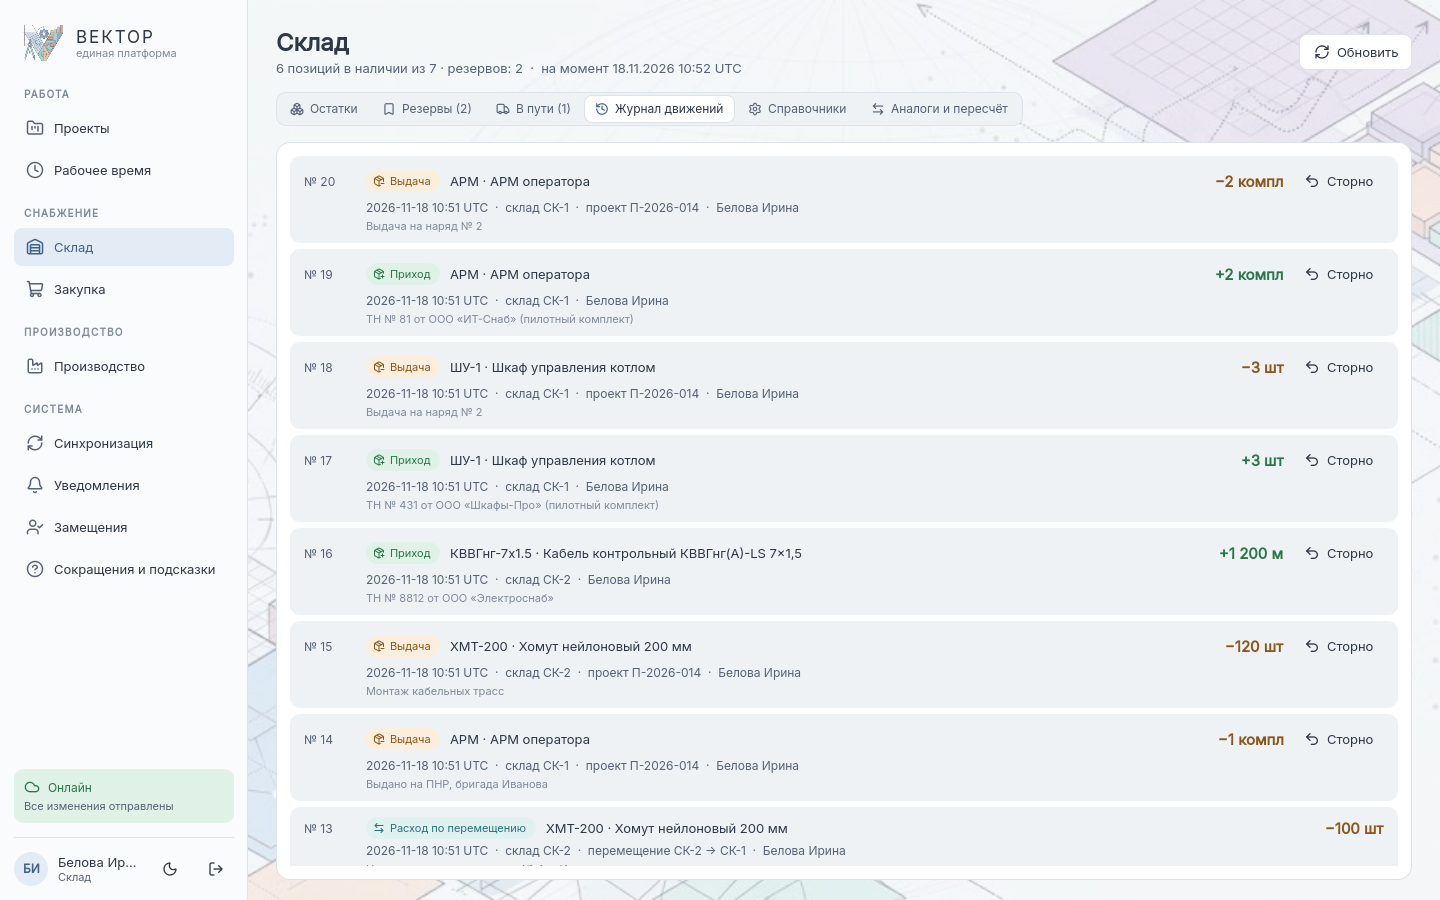 ВЕКТОР
единая платформа
РАБОТА
Проекты
Рабочее время
СНАБЖЕНИЕ
Склад
Закупка
ПРОИЗВОДСТВО
Производство
СИСТЕМА
Синхронизация
Уведомления
Замещения
Сокращения и подсказки
Онлайн
Все изменения отправлены
БИ
Белова Ир...
Склад
Склад
6 позиций в наличии из 7 · резервов: 2 · на момент 18.11.2026 10:52 UTC
Обновить
Остатки
Резервы (2)
В пути (1)
Журнал движений
Справочники
Аналоги и пересчёт
№ 20 Выдача АРМ · АРМ оператора −2 компл Сторно
2026-11-18 10:51 UTC · склад СК-1 · проект П-2026-014 · Белова Ирина
Выдача на наряд № 2
№ 19 Приход АРМ · АРМ оператора +2 компл Сторно
2026-11-18 10:51 UTC · склад СК-1 · Белова Ирина
ТН № 81 от ООО «ИТ-Снаб» (пилотный комплект)
№ 18 Выдача ШУ-1 · Шкаф управления котлом −3 шт Сторно
2026-11-18 10:51 UTC · склад СК-1 · проект П-2026-014 · Белова Ирина
Выдача на наряд № 2
№ 17 Приход ШУ-1 · Шкаф управления котлом +3 шт Сторно
2026-11-18 10:51 UTC · склад СК-1 · Белова Ирина
ТН № 431 от ООО «Шкафы-Про» (пилотный комплект)
№ 16 Приход КВВГнг-7х1.5 · Кабель контрольный КВВГнг(А)-LS 7×1,5 +1 200 м Сторно
2026-11-18 10:51 UTC · склад СК-2 · Белова Ирина
ТН № 8812 от ООО «Электроснаб»
№ 15 Выдача ХМТ-200 · Хомут нейлоновый 200 мм −120 шт Сторно
2026-11-18 10:51 UTC · склад СК-2 · проект П-2026-014 · Белова Ирина
Монтаж кабельных трасс
№ 14 Выдача АРМ · АРМ оператора −1 компл Сторно
2026-11-18 10:51 UTC · склад СК-1 · проект П-2026-014 · Белова Ирина
Выдано на ПНР, бригада Иванова
№ 13 Расход по перемещению ХМТ-200 · Хомут нейлоновый 200 мм −100 шт
2026-11-18 10:51 UTC · склад СК-2 · перемещение СК-2 → СК-1 · Белова Ирина